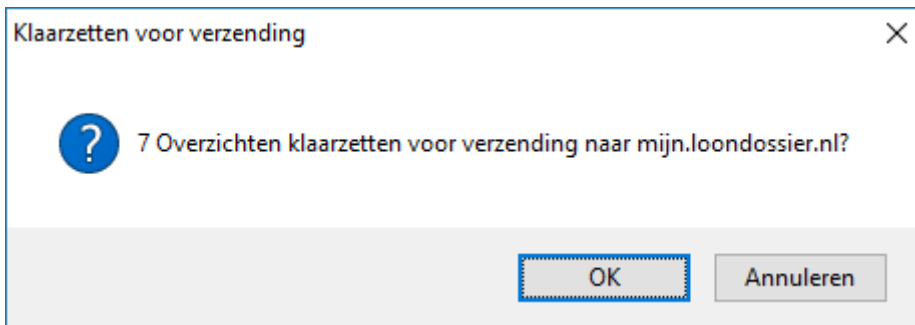 Klaarzetten voor verzending
7 Overzichten klaarzetten voor verzending naar mijn.loondossier.nl?
OK
Annuleren